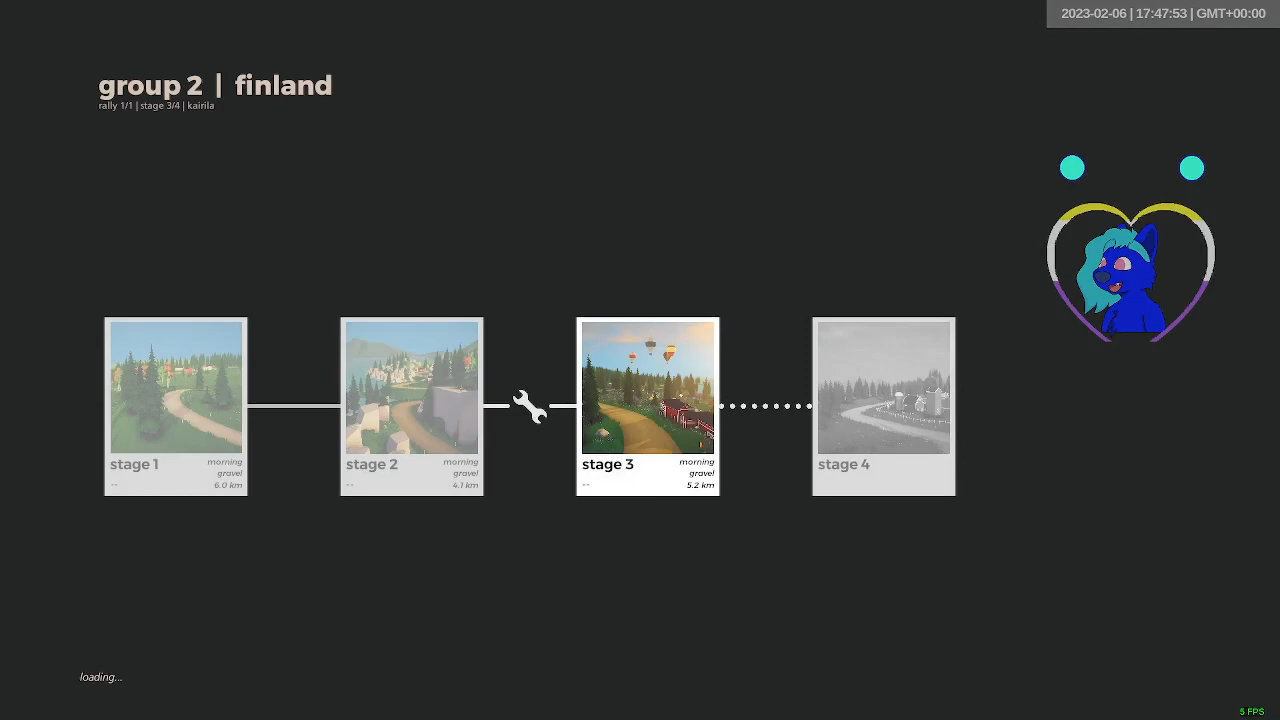 2023-02-06 | 17:47:53 | GMT+00:00
group 2 | finland
rally 1/1 | stage 3/4 | kairila
stage 1
morning
gravel
--
6.0 km
stage 2
morning
gravel
--
4.1 km
stage 3
morning
gravel
--
5.2 km
stage 4
loading...
5 FPS